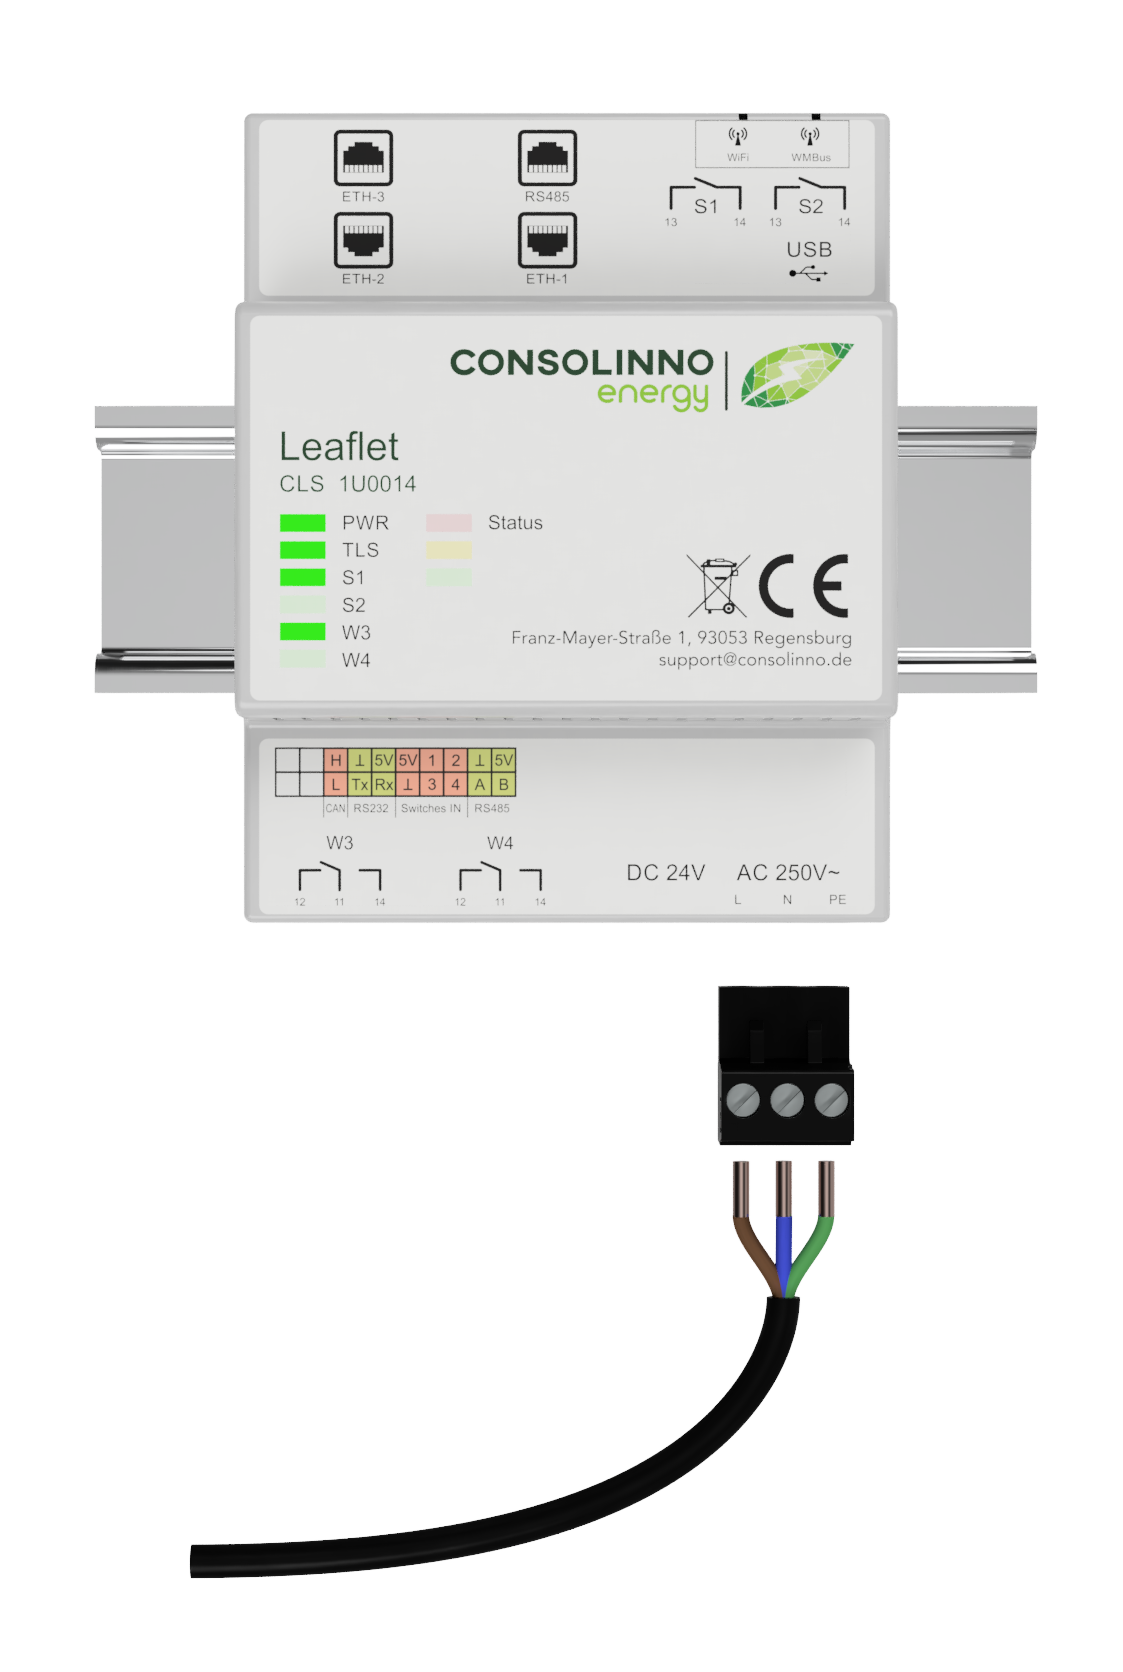 WiFi WMBus
ETH-3 RS485
S1 S2
13 14 13 14
USB
ETH-2 ETH-1
CONSOLINNO
energy
Leaflet
CLS 1U0014
PWR Status
TLS
S1
S2
W3
W4
CE
Franz-Mayer-Straße 1, 93053 Regensburg
support@consolinno.de
H ⊥ 5V 5V 1 2 ⊥ 5V
L Tx Rx ⊥ 3 4 A B
CAN RS232 Switches IN RS485
W3 W4
DC 24V AC 250V~
12 11 14 12 11 14 L N PE